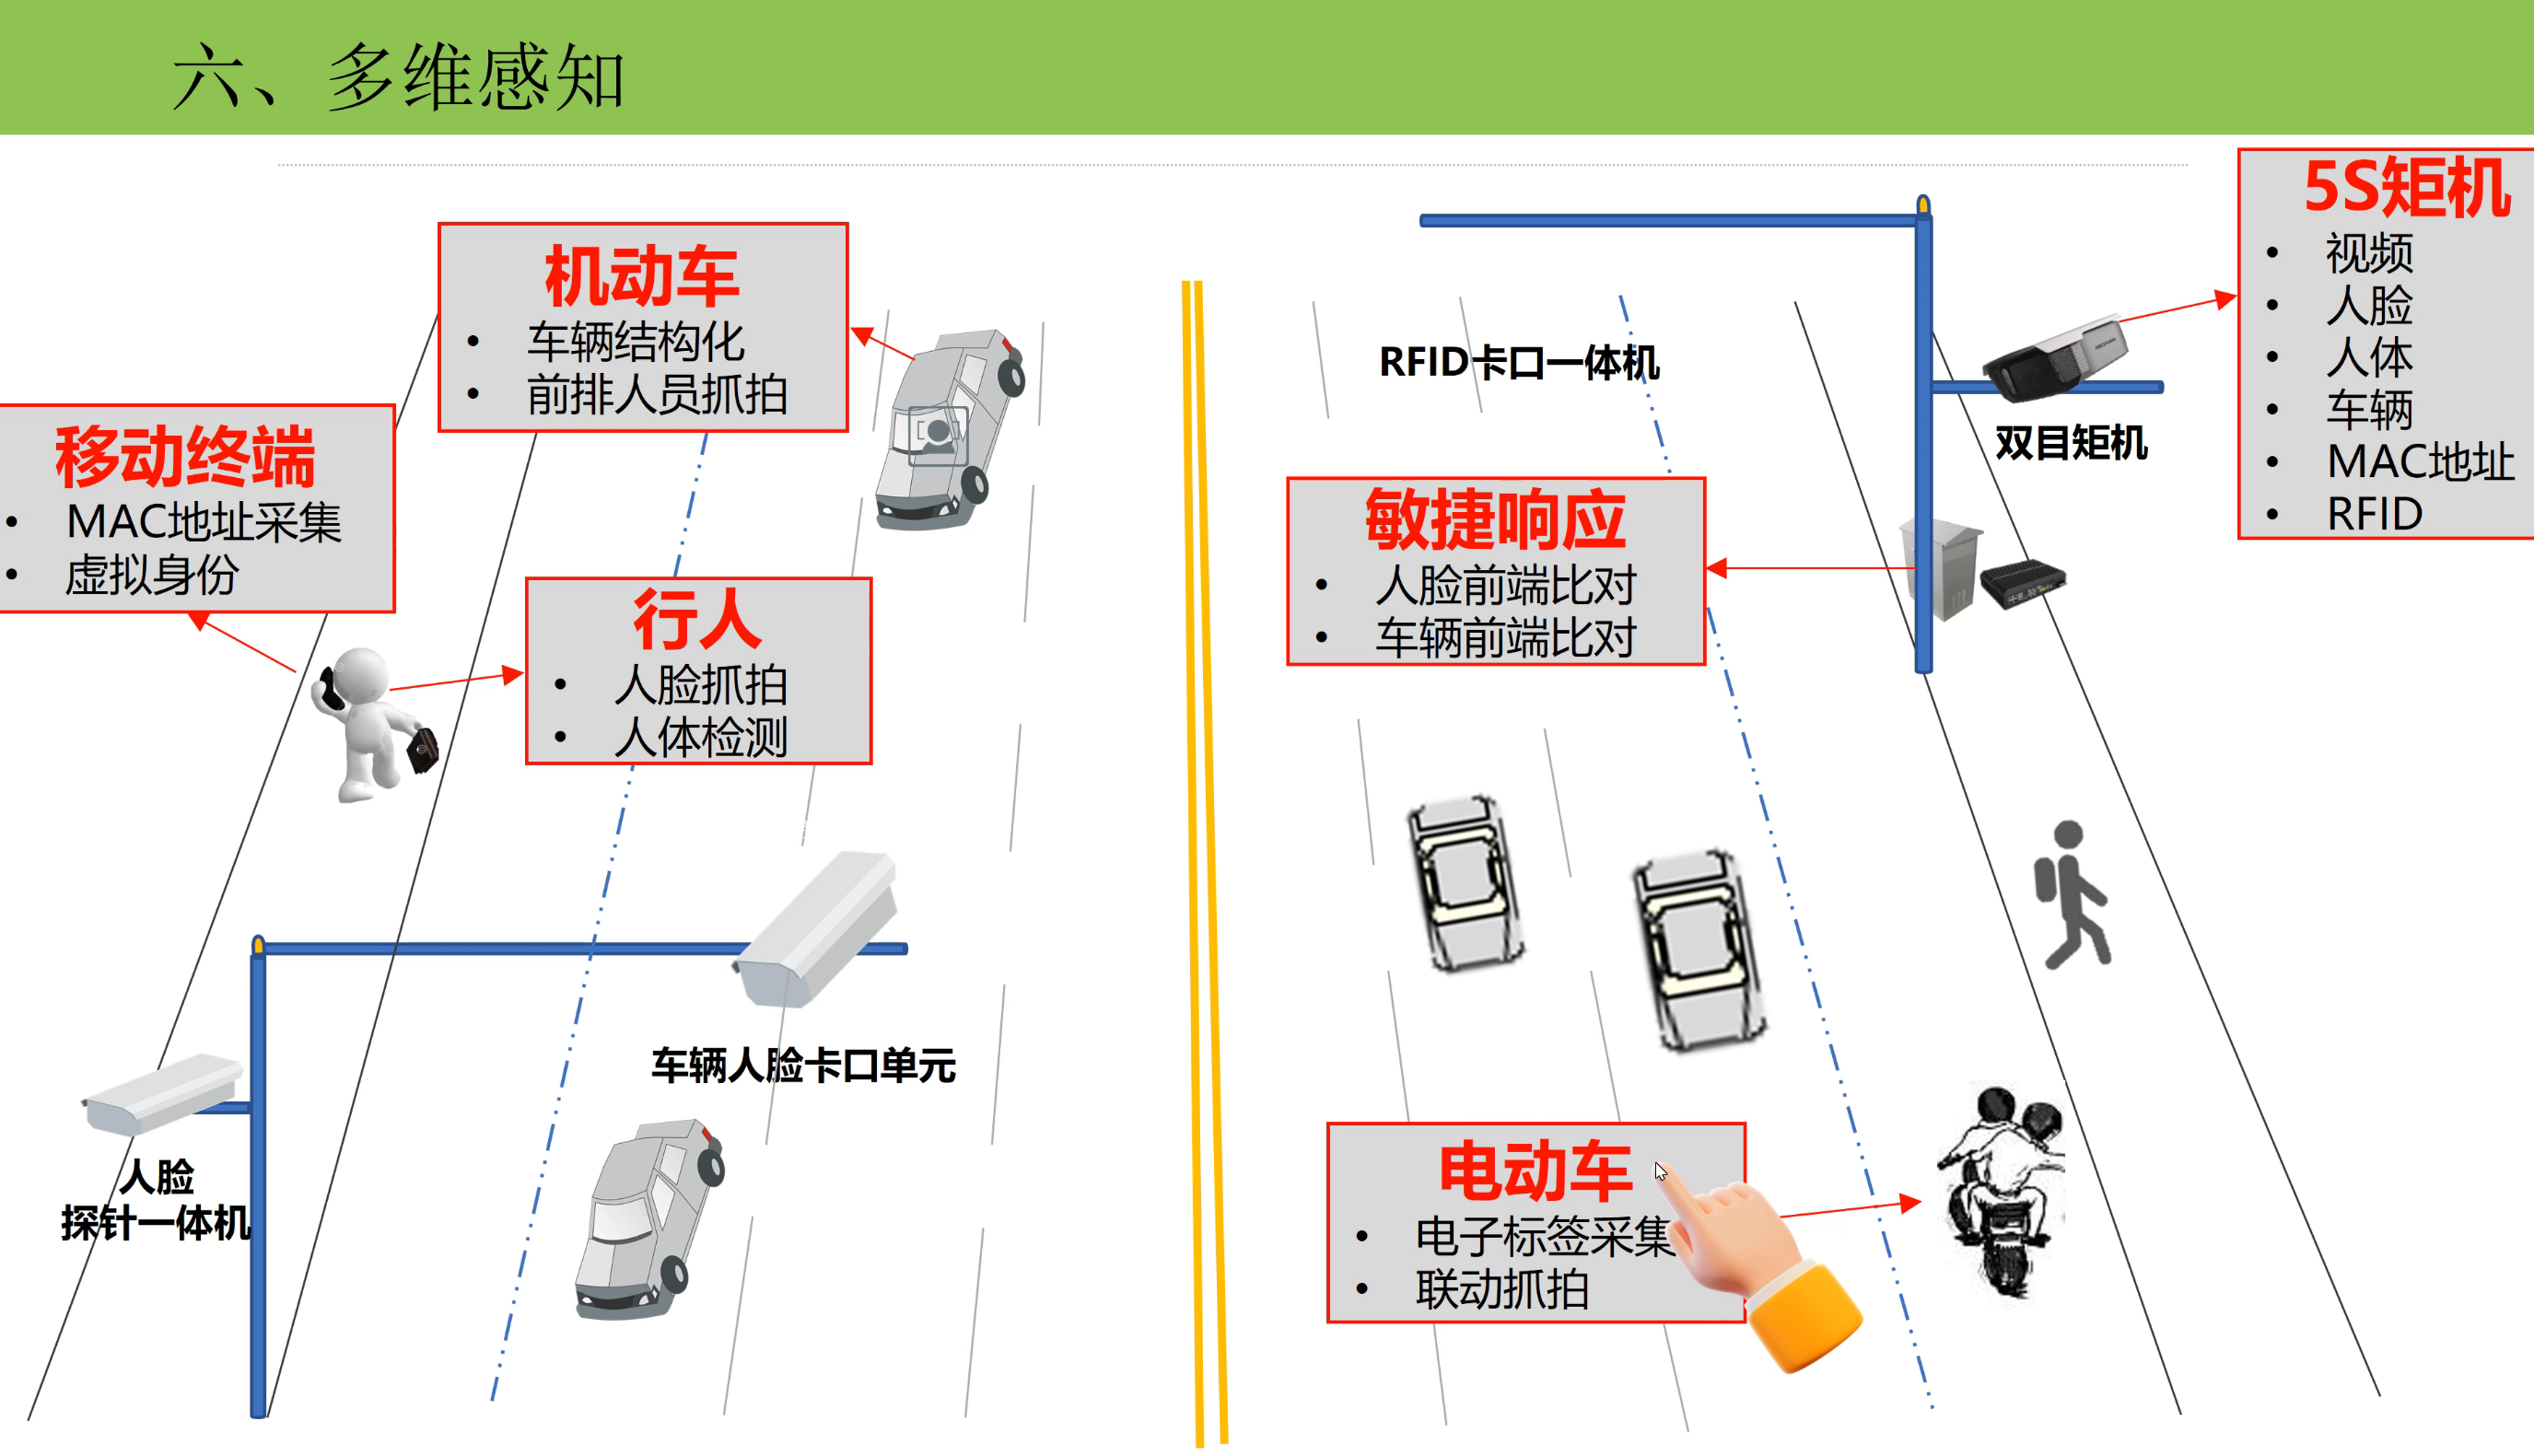 六、多维感知
5S矩机
• 视频
• 人脸
• 人体
• 车辆
• MAC地址
• RFID
机动车
• 车辆结构化
• 前排人员抓拍
RFID卡口一体机
双目矩机
移动终端
• MAC地址采集
• 虚拟身份
敏捷响应
• 人脸前端比对
• 车辆前端比对
行人
• 人脸抓拍
• 人体检测
车辆人脸卡口单元
人脸
探针一体机
电动车
• 电子标签采集
• 联动抓拍